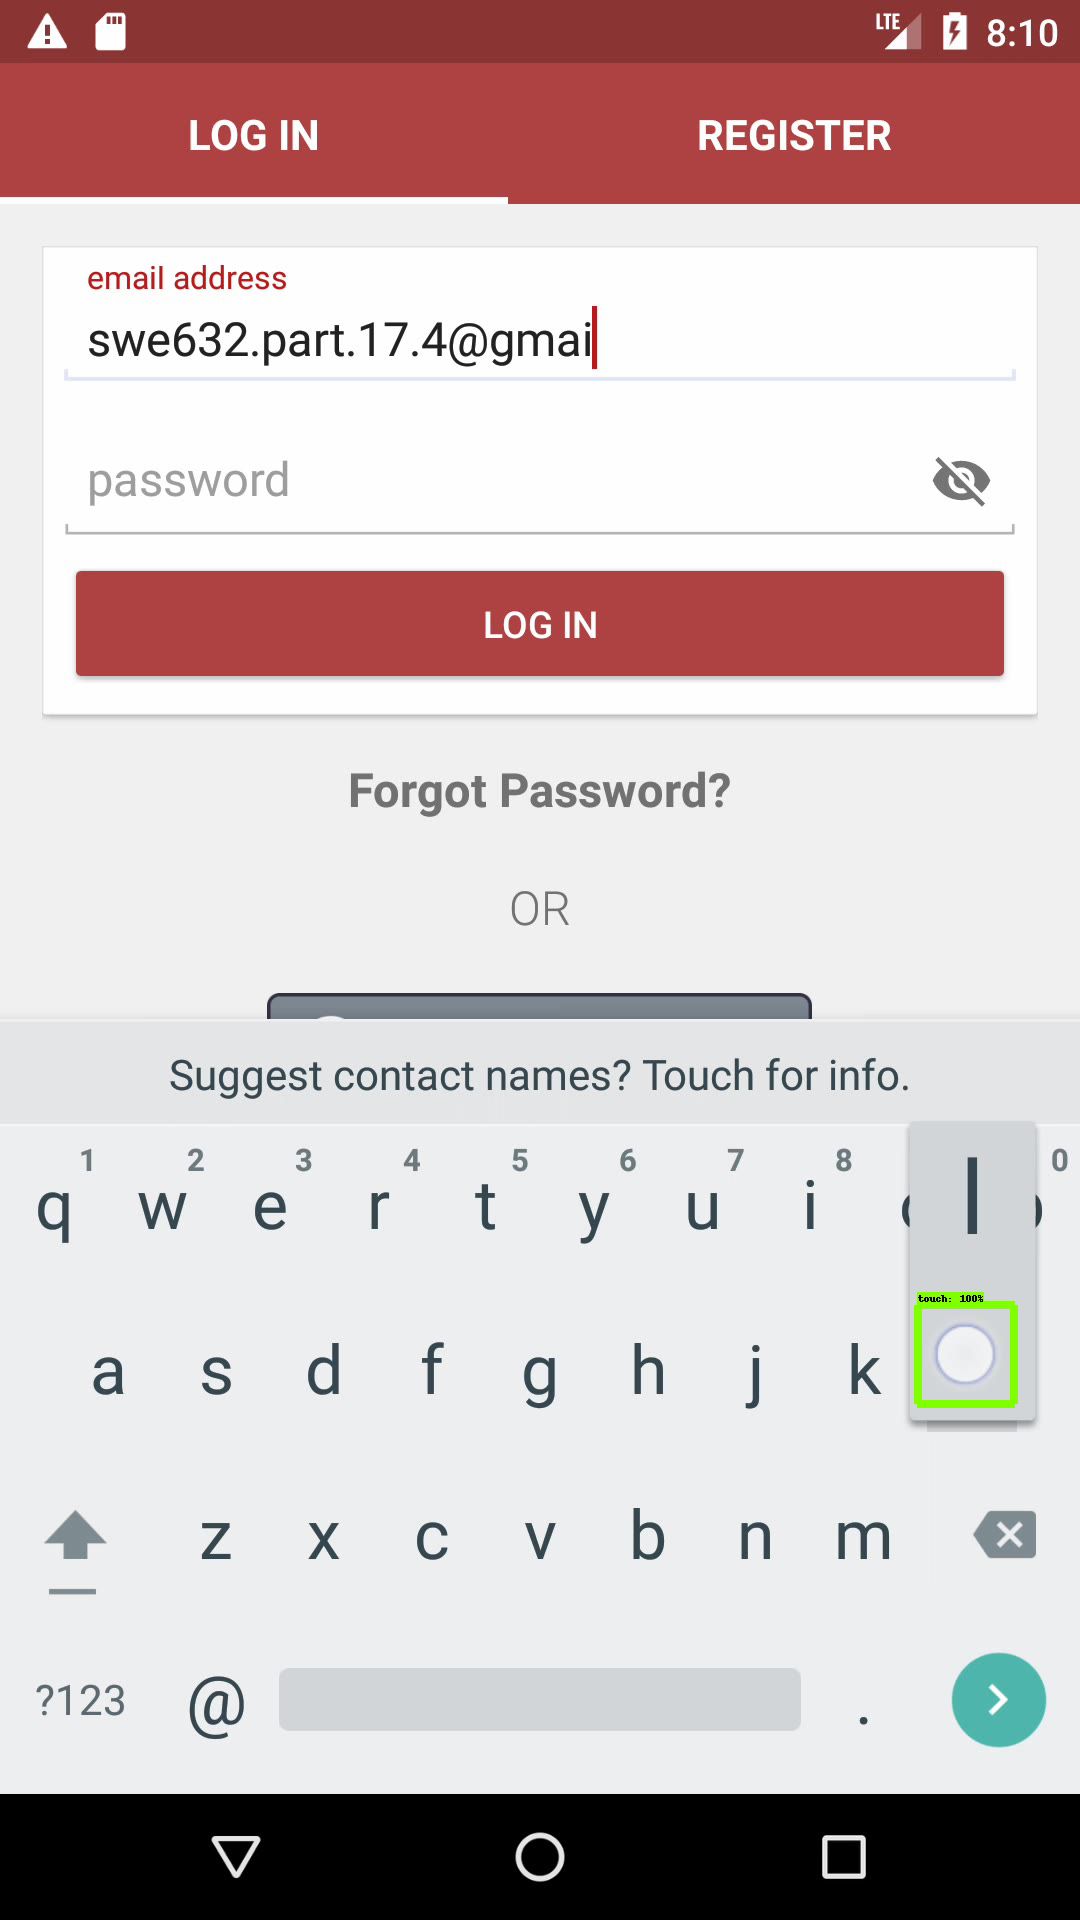 LTE 8:10
LOG IN REGISTER
email address
swe632.part.17.4@gmai
password
LOG IN
Forgot Password?
OR
Suggest contact names? Touch for info.
1 2 3 4 5 6 7 8 0
q w e r t y u i l
touch: 100%
a s d f g h j k
z x c v b n m
?123 @ .